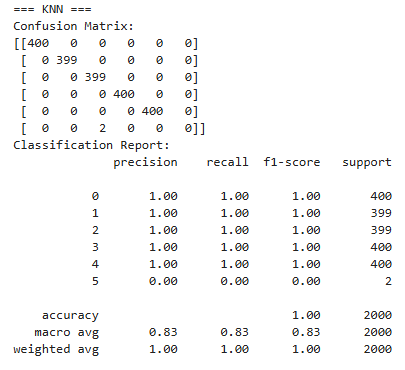 === KNN ===
Confusion Matrix:
[[400   0   0   0   0   0]
 [  0 399   0   0   0   0]
 [  0   0 399   0   0   0]
 [  0   0   0 400   0   0]
 [  0   0   0   0 400   0]
 [  0   0   2   0   0   0]]
Classification Report:
              precision    recall  f1-score   support

           0       1.00      1.00      1.00       400
           1       1.00      1.00      1.00       399
           2       1.00      1.00      1.00       399
           3       1.00      1.00      1.00       400
           4       1.00      1.00      1.00       400
           5       0.00      0.00      0.00         2

    accuracy                           1.00      2000
   macro avg       0.83      0.83      0.83      2000
weighted avg       1.00      1.00      1.00      2000